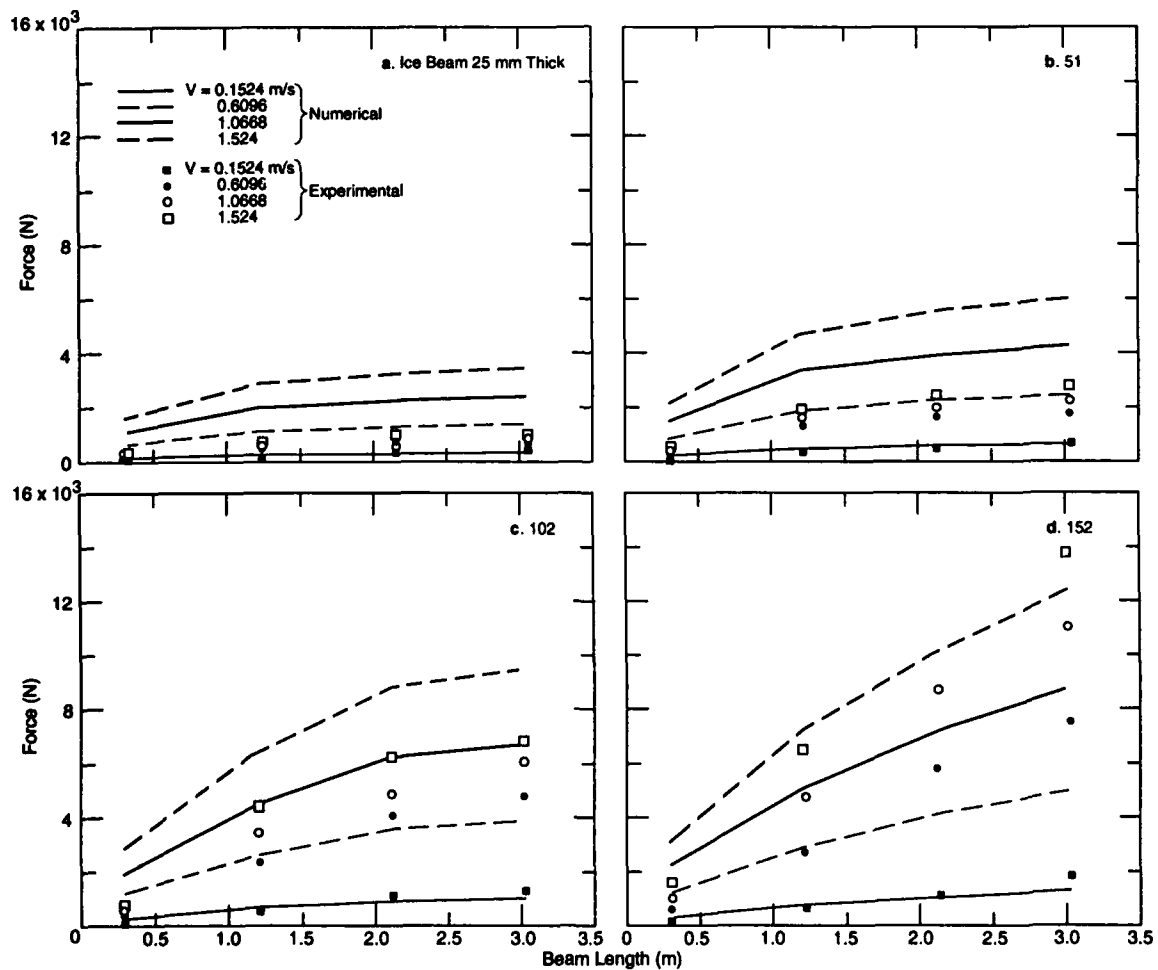 16 x 10³
12
8
4
0
Force (N)
a. Ice Beam 25 mm Thick
V = 0.1524 m/s
0.6096
1.0668
1.524
Numerical
V = 0.1524 m/s
0.6096
1.0668
1.524
Experimental
b. 51
16 x 10³
12
8
4
Force (N)
c. 102
0 0.5 1.0 1.5 2.0 2.5 3.0 3.5
d. 152
0 0.5 1.0 1.5 2.0 2.5 3.0 3.5
Beam Length (m)